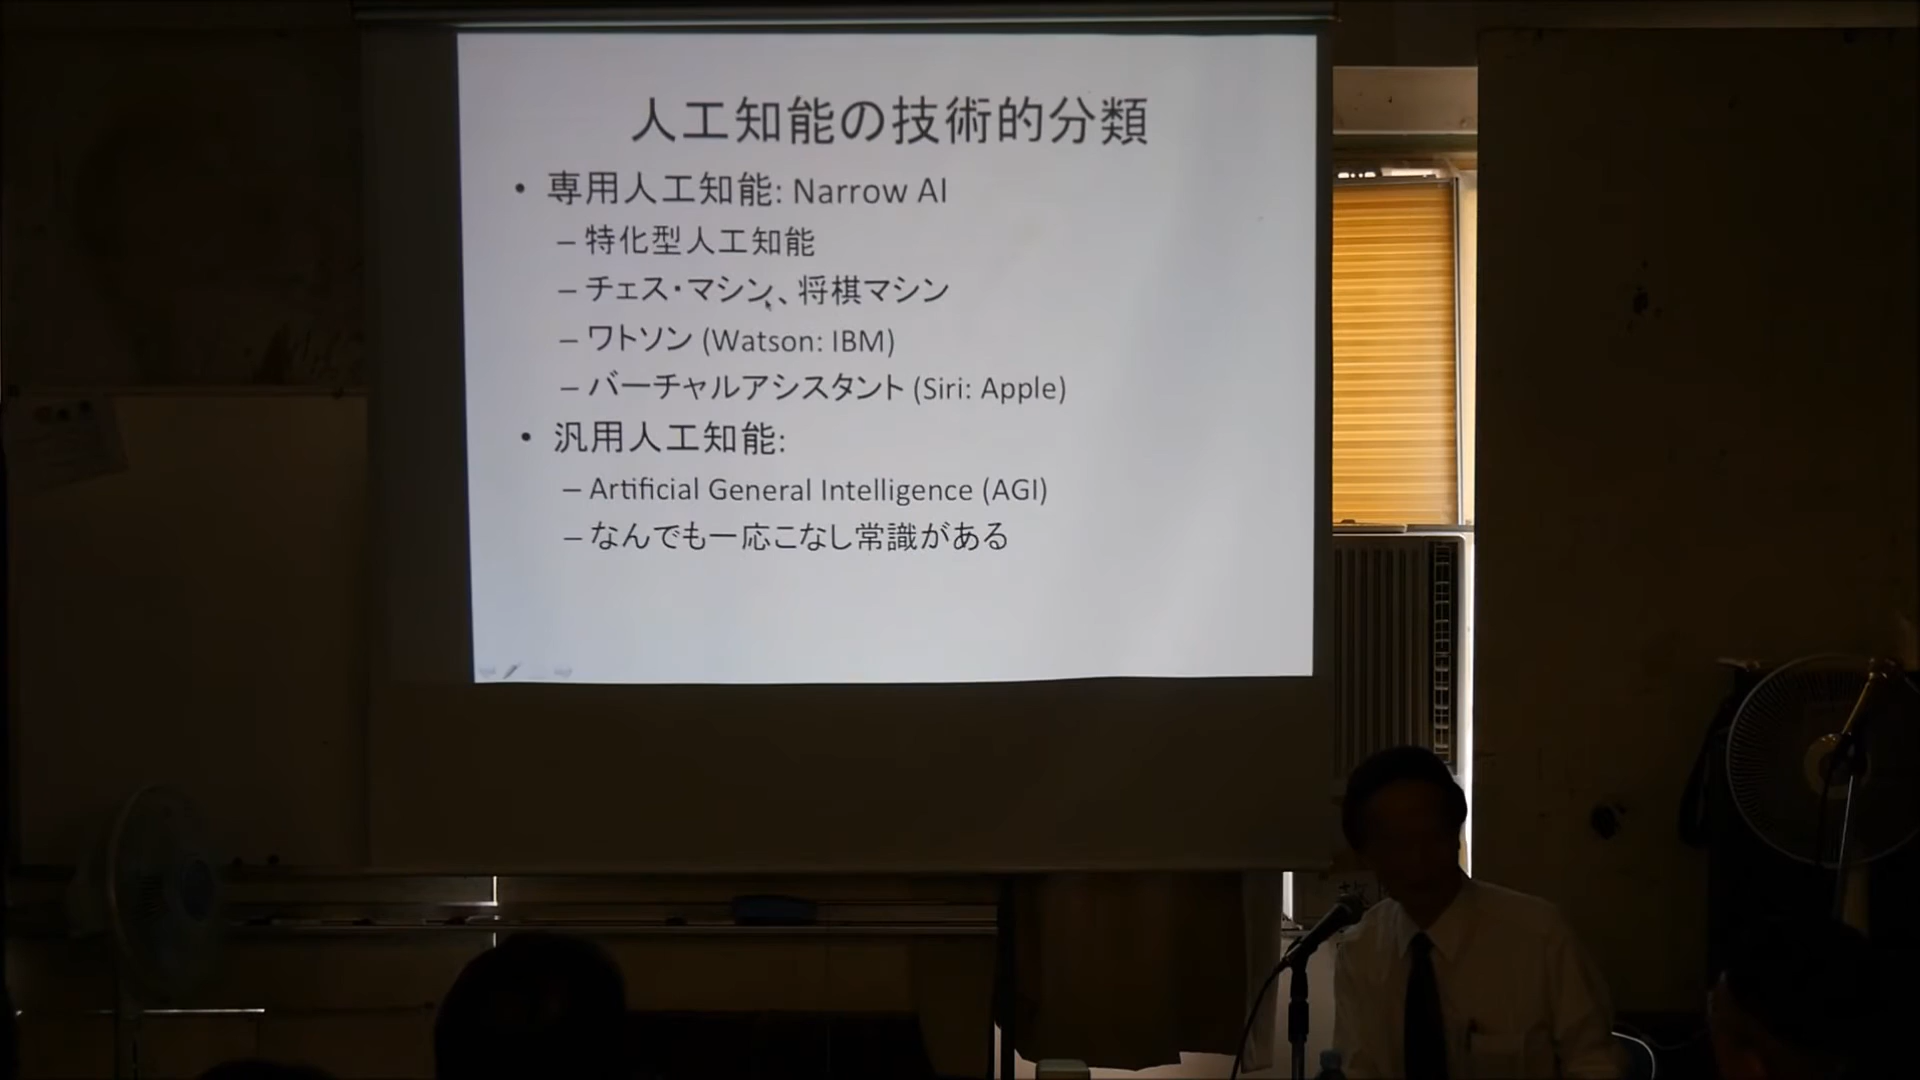 人工知能の技術的分類
• 専用人工知能: Narrow AI
– 特化型人工知能
– チェス・マシン、将棋マシン
– ワトソン (Watson: IBM)
– バーチャルアシスタント (Siri: Apple)
• 汎用人工知能:
– Artificial General Intelligence (AGI)
– なんでも一応こなし常識がある